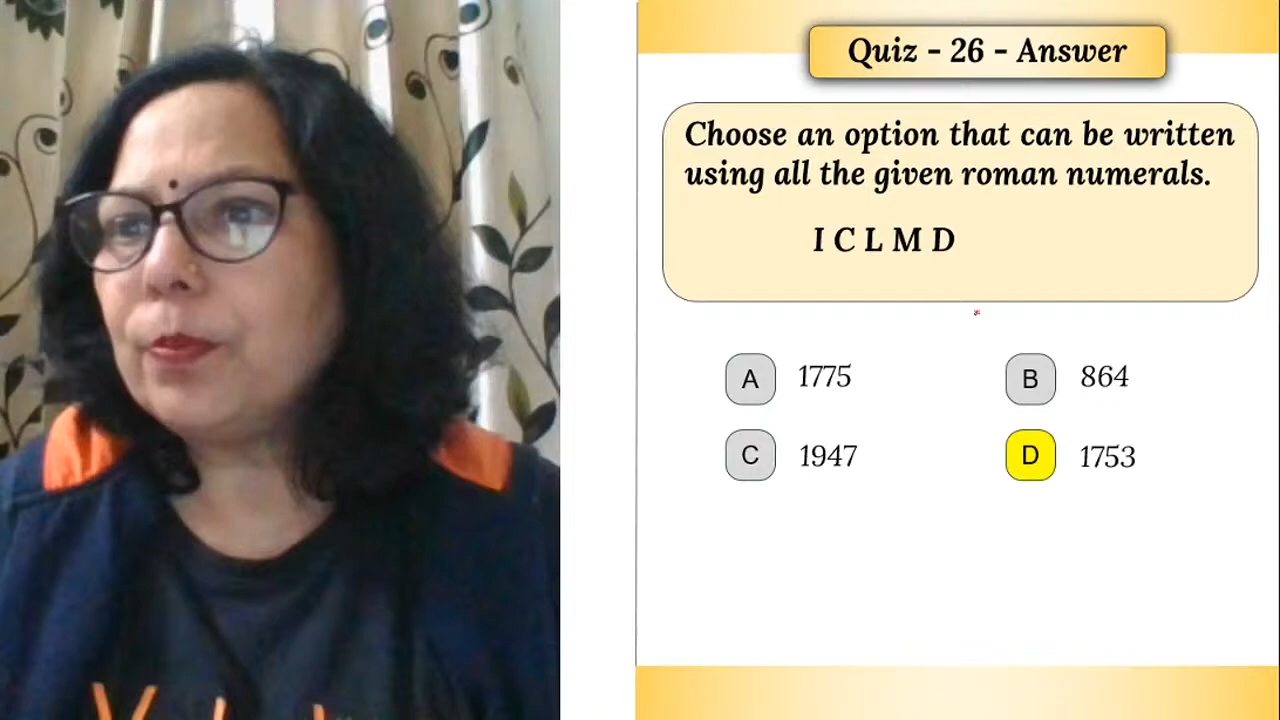 Quiz - 26 - Answer
Choose an option that can be written
using all the given roman numerals.
I C L M D
A 1775
B 864
C 1947
D 1753